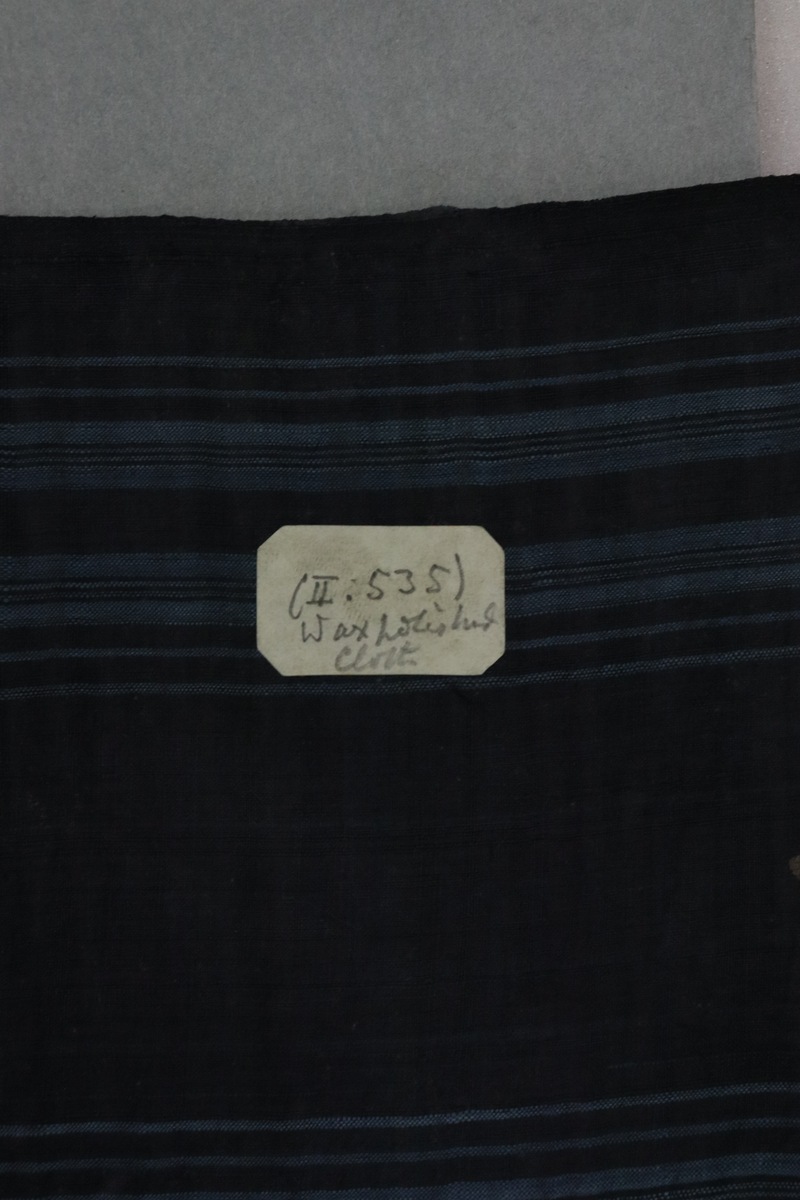 (II:535)
Wax polished
Cloth